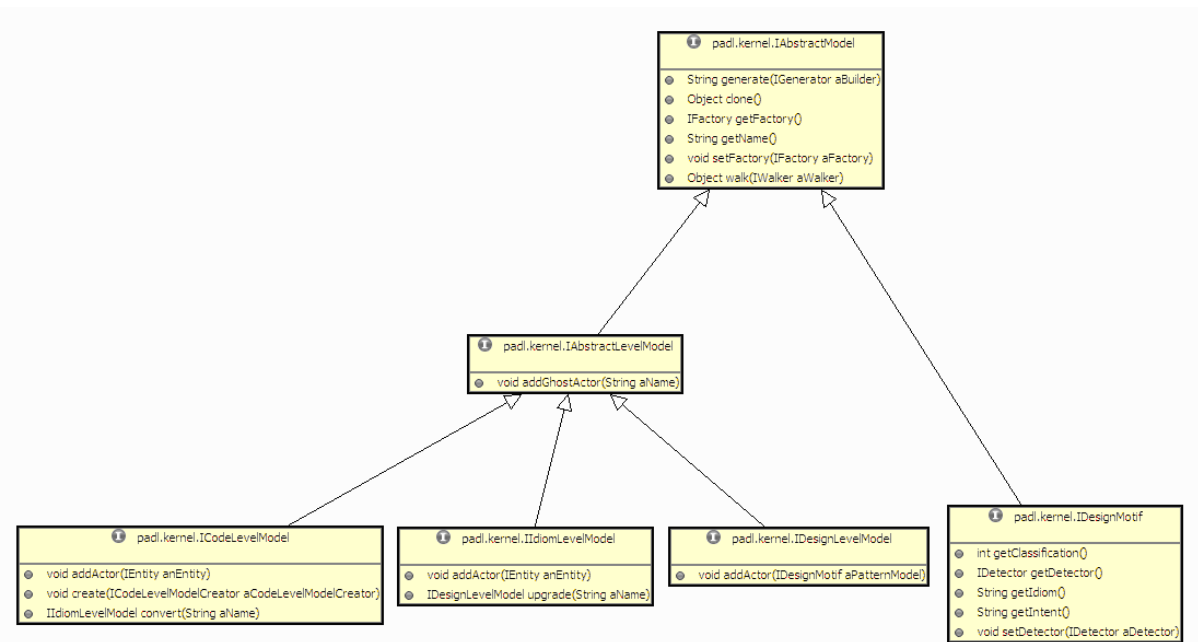 padl.kernel.IAbstractModel
String generate(IGenerator aBuilder)
Object clone()
IFactory getFactory()
String getName()
void setFactory(IFactory aFactory)
Object walk(IWalker aWalker)
padl.kernel.IAbstractLevelModel
void addGhostActor(String aName)
padl.kernel.ICodeLevelModel
void addActor(IEntity anEntity)
void create(ICodeLevelModelCreator aCodeLevelModelCreator)
IIdiomLevelModel convert(String aName)
padl.kernel.IIdiomLevelModel
void addActor(IEntity anEntity)
IDesignLevelModel upgrade(String aName)
padl.kernel.IDesignLevelModel
void addActor(IDesignMotif aPatternModel)
padl.kernel.IDesignMotif
int getClassification()
IDetector getDetector()
String getIdiom()
String getIntent()
void setDetector(IDetector aDetector)